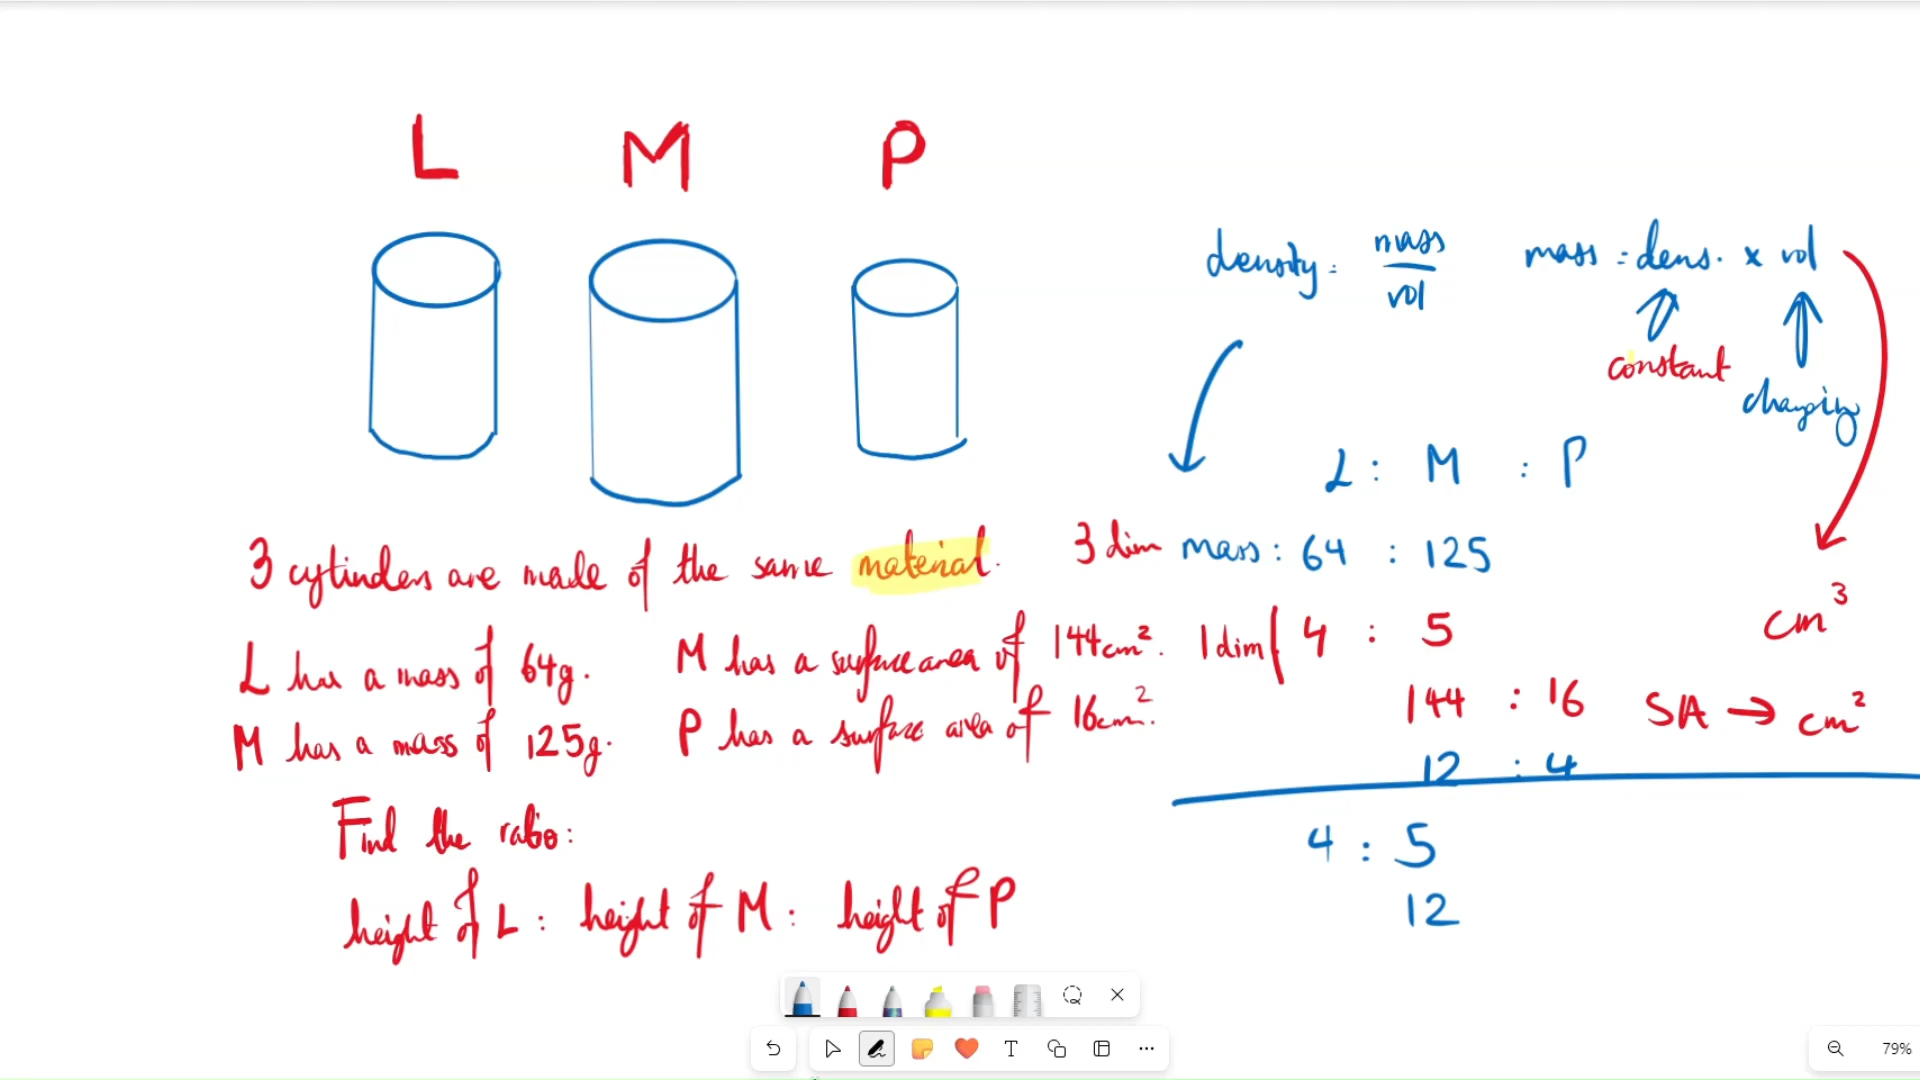 L M P
density = mass / vol
mass = dens. x vol
constant
changing
L : M : P
3 cylinders are made of the same material.
3 dim mass : 64 : 125
cm³
L has a mass of 64g.
M has a surface area of 144cm².
1 dim 4 : 5
M has a mass of 125g.
P has a surface area of 16cm².
144 : 16 SA → cm²
12 : 4
Find the ratio:
4 : 5
height of L : height of M : height of P
12
79%